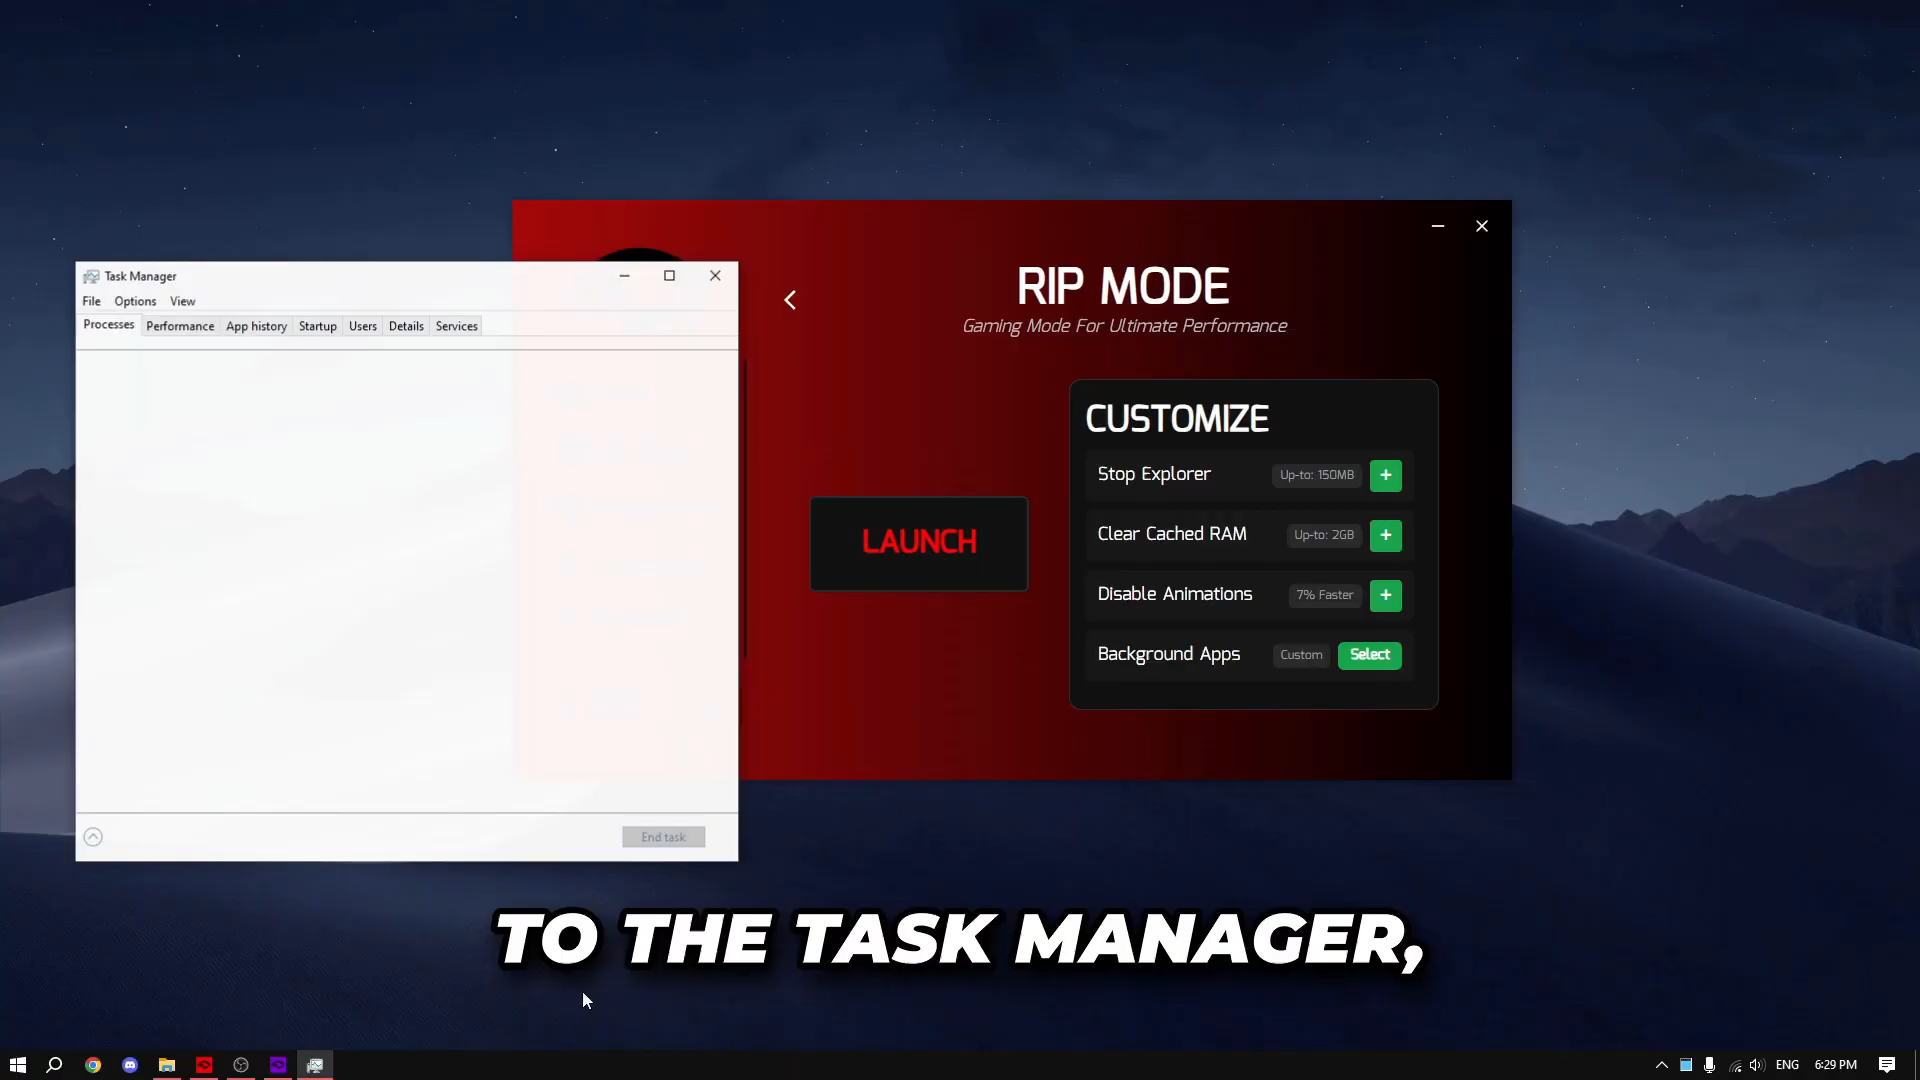 RIP MODE
Gaming Mode For Ultimate Performance
Task Manager
File Options View
Processes Performance App history Startup Users Details Services
CUSTOMIZE
Stop Explorer Up-to: 150MB +
Clear Cached RAM Up-to: 2GB +
LAUNCH
Disable Animations 7% Faster +
Background Apps Custom Select
End task
TO THE TASK MANAGER,
ENG 6:29 PM